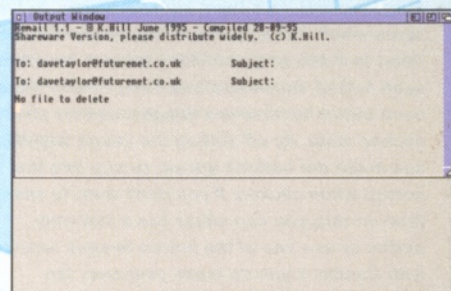 Output Window
Remail 1.1 - © K.Hill June 1995 - Compiled 28-09-95
Shareware Version, please distribute widely. (c) K.Hill.
To: davetaylor@futurenet.co.uk Subject:
To: davetaylor@futurenet.co.uk Subject:
No file to delete